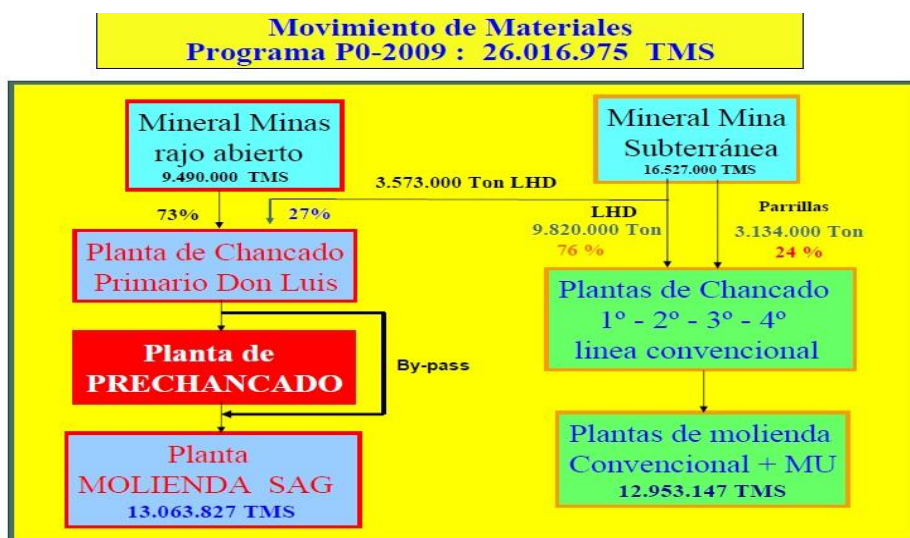 Movimiento de Materiales
Programa P0-2009 : 26.016.975 TMS
Mineral Minas
rajo abierto
9.490.000 TMS
Mineral Mina
Subterránea
16.527.000 TMS
3.573.000 Ton LHD
73%
27%
LHD
9.820.000 Ton
76 %
Parrillas
3.134.000 Ton
24 %
Planta de Chancado
Primario Don Luis
Plantas de Chancado
1º - 2º - 3º - 4º
linea convencional
Planta de
PRECHANCADO
By-pass
Planta
MOLIENDA SAG
13.063.827 TMS
Plantas de molienda
Convencional + MU
12.953.147 TMS